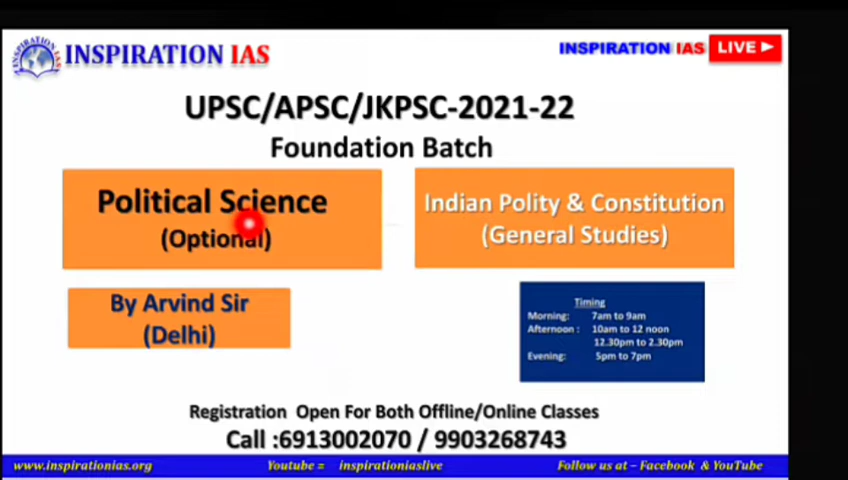 INSPIRATION IAS
INSPIRATION IAS LIVE
UPSC/APSC/JKPSC-2021-22
Foundation Batch
Political Science
(Optional)
Indian Polity & Constitution
(General Studies)
By Arvind Sir
(Delhi)
Timing
Morning: 7am to 9am
Afternoon : 10am to 12 noon
12.30pm to 2.30pm
Evening: 5pm to 7pm
Registration Open For Both Offline/Online Classes
Call :6913002070 / 9903268743
www.inspirationias.org Youtube = inspirationiaslive Follow us at – Facebook & YouTube